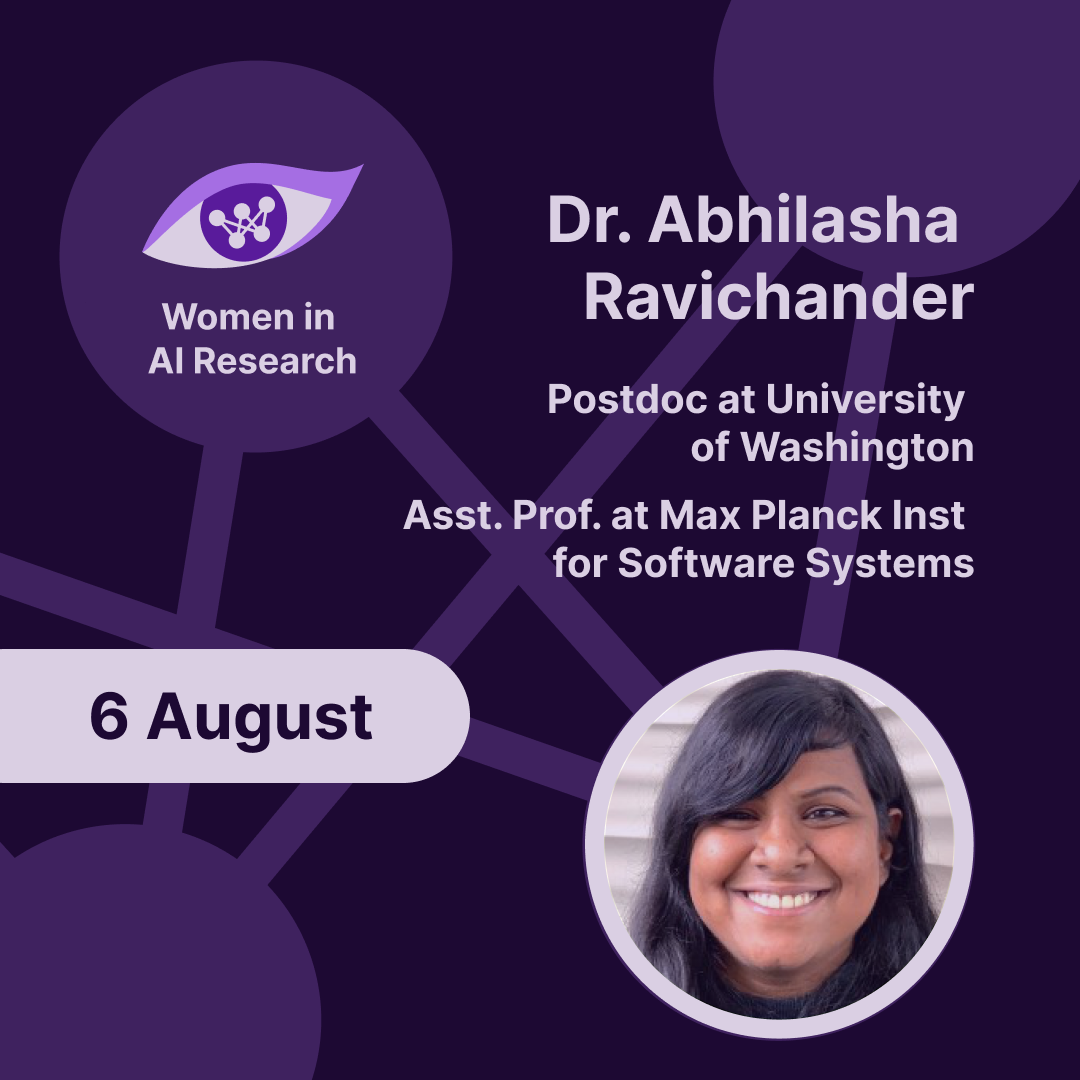 Women in
AI Research
Dr. Abhilasha
Ravichander
Postdoc at University
of Washington
Asst. Prof. at Max Planck Inst
for Software Systems
6 August